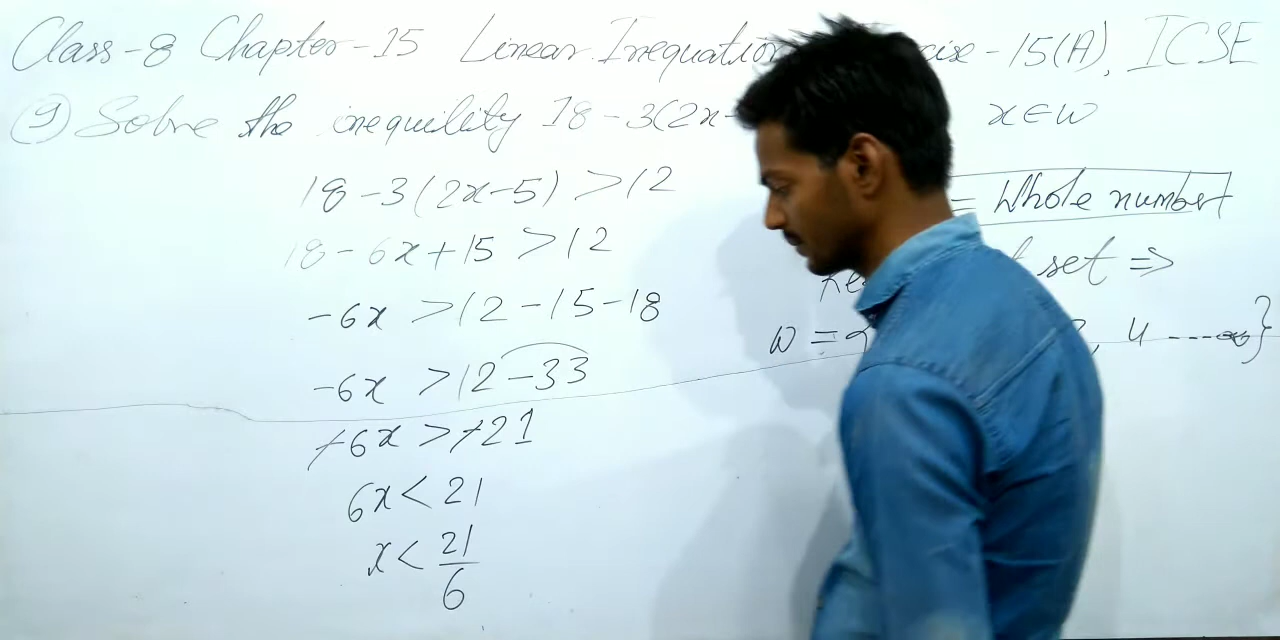 Class-8 Chapter-15 Linear Inequation -15(A), ICSE
9) Solve the inequility 18-3(2x- x∈W
18-3(2x-5)>12
18-6x+15>12
-6x>12-15-18
-6x>12-33
-6x>-21
6x<21
x<21/6
= Whole number
set ⇒
W={ , 4 ----∞}